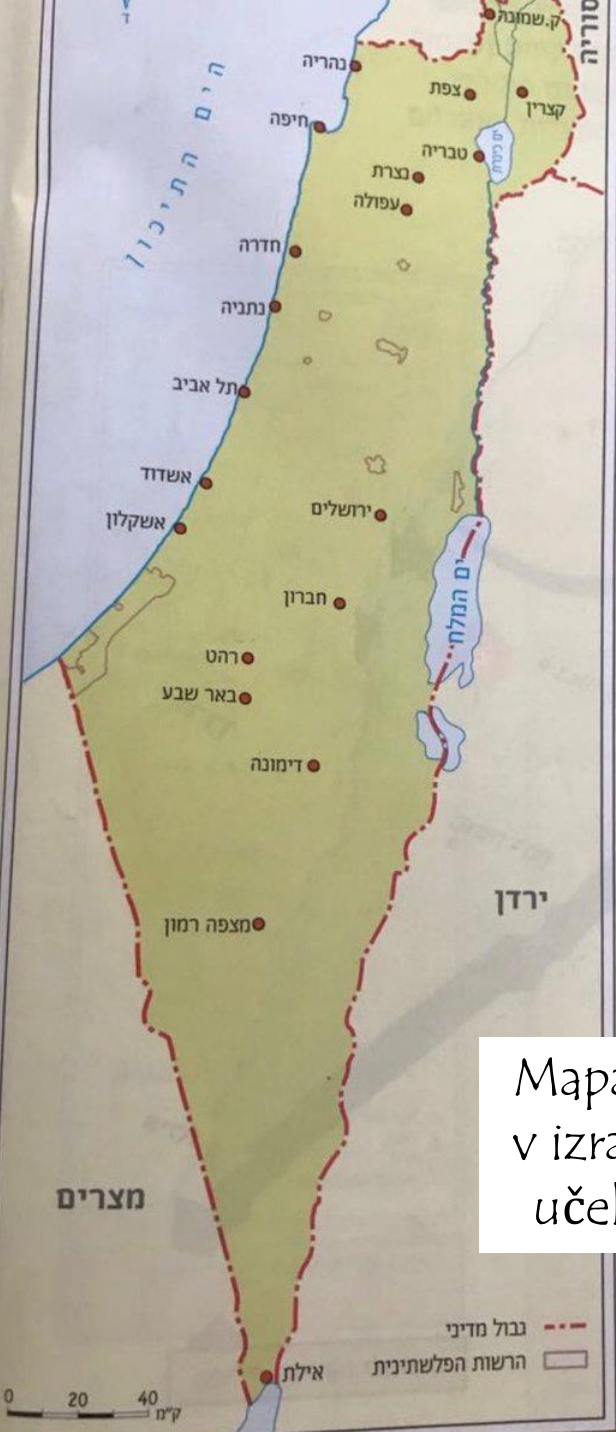 ק.שמונה
סוריה
נהריה
צפת
קצרין
הים התיכון
חיפה
טבריה
ים כנרת
נצרת
עפולה
חדרה
נתניה
תל אביב
אשדוד
ירושלים
אשקלון
ים המלח
חברון
רהט
באר שבע
דימונה
ירדן
מצפה רמון
Mapa
v izra
מצרים
גבול מדיני
הרשות הפלשתינית
אילת
0 20 40
ק"מ